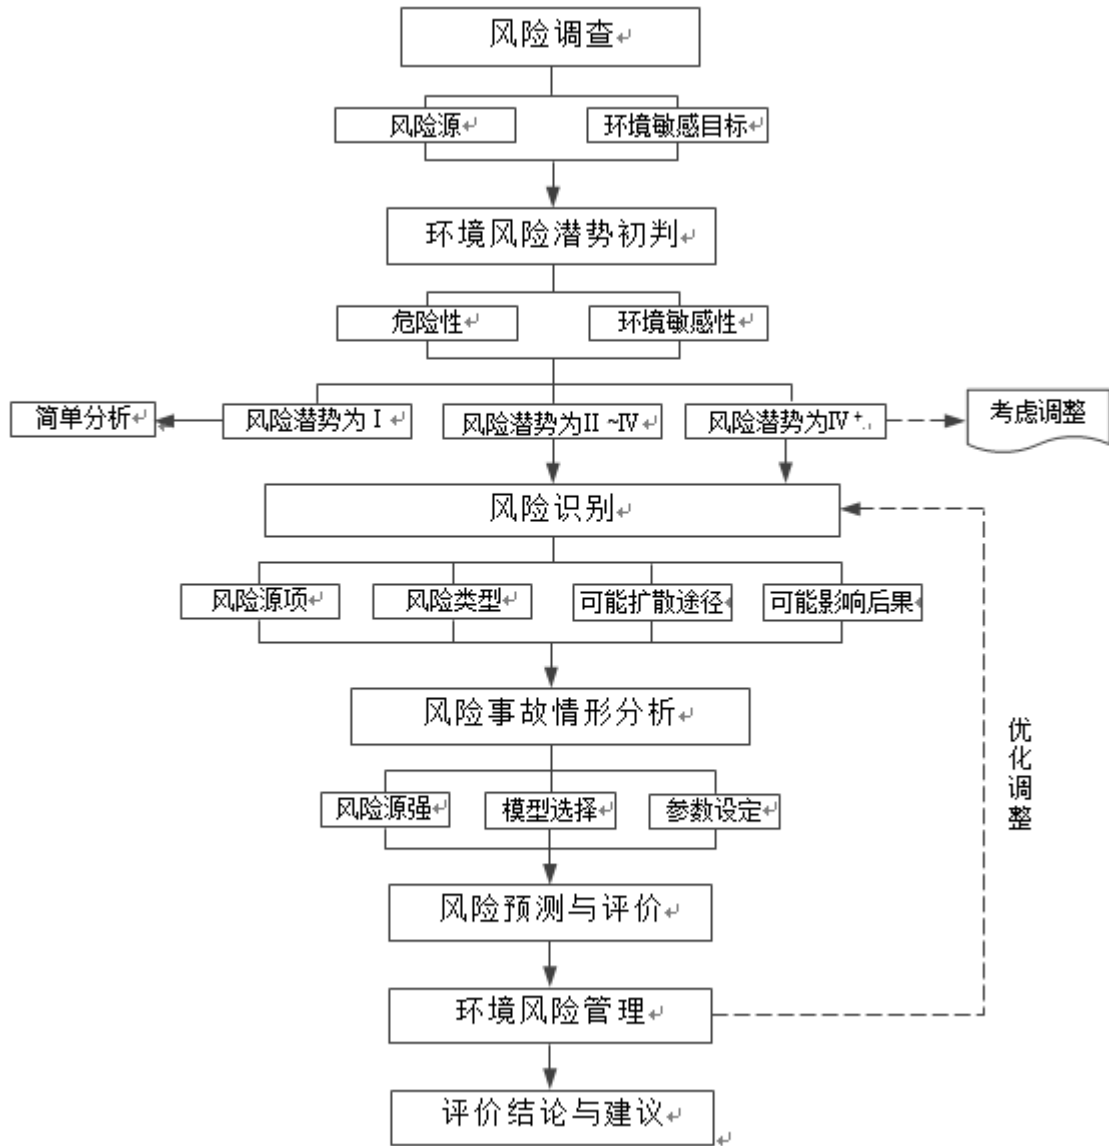 风险调查
风险源
环境敏感目标
环境风险潜势初判
危险性
环境敏感性
简单分析
风险潜势为Ⅰ
风险潜势为Ⅱ~Ⅳ
风险潜势为Ⅳ⁺
考虑调整
风险识别
风险源项
风险类型
可能扩散途径
可能影响后果
风险事故情形分析
优化调整
风险源强
模型选择
参数设定
风险预测与评价
环境风险管理
评价结论与建议